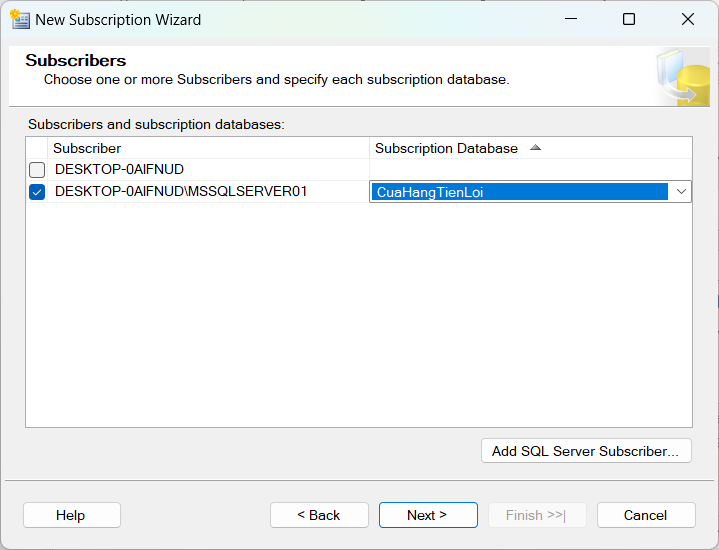 New Subscription Wizard
Subscribers
Choose one or more Subscribers and specify each subscription database.
Subscribers and subscription databases:
Subscriber Subscription Database
DESKTOP-0AIFNUD
DESKTOP-0AIFNUD\MSSQLSERVER01 CuaHangTienLoi
Add SQL Server Subscriber...
Help < Back Next > Finish >>| Cancel